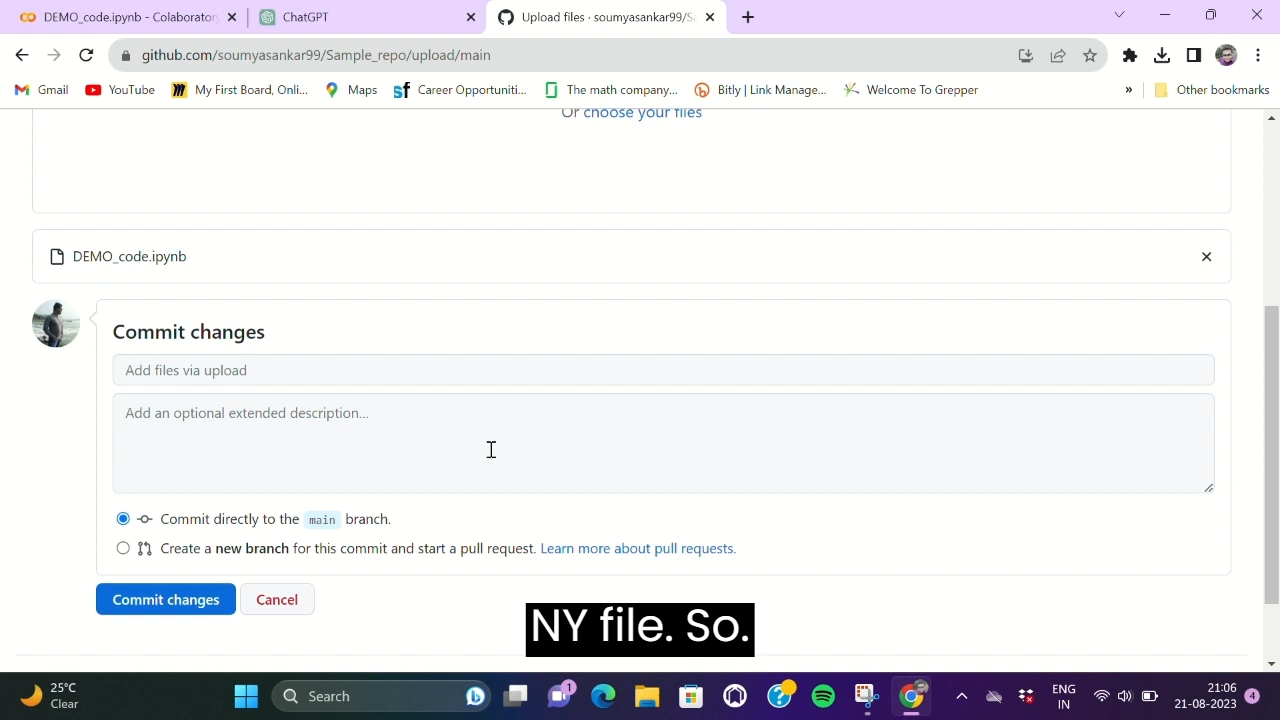 DEMO_code.ipynb - Colaborator
ChatGPT
Upload files · soumyasankar99/S
github.com/soumyasankar99/Sample_repo/upload/main
Gmail
YouTube
My First Board, Onli...
Maps
Career Opportuniti...
The math company...
Bitly | Link Manage...
Welcome To Grepper
»
Other bookmarks
Or choose your files
DEMO_code.ipynb
Commit changes
Add files via upload
Add an optional extended description...
Commit directly to the main branch.
Create a new branch for this commit and start a pull request. Learn more about pull requests.
Commit changes
Cancel
NY file. So.
25°C
Clear
Search
1
ENG
IN
21:06
21-08-2023
4